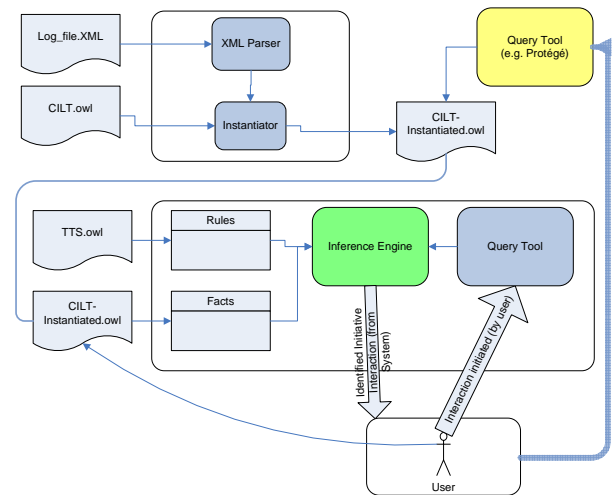 Log_file.XML
XML Parser
Query Tool
(e.g. Protégé)
CILT.owl
Instantiator
CILT-
Instantiated.owl
TTS.owl
Rules
Inference Engine
Query Tool
CILT-
Instantiated.owl
Facts
Identified Initiative
Interaction (from
System)
Interaction initiated (by user)
User